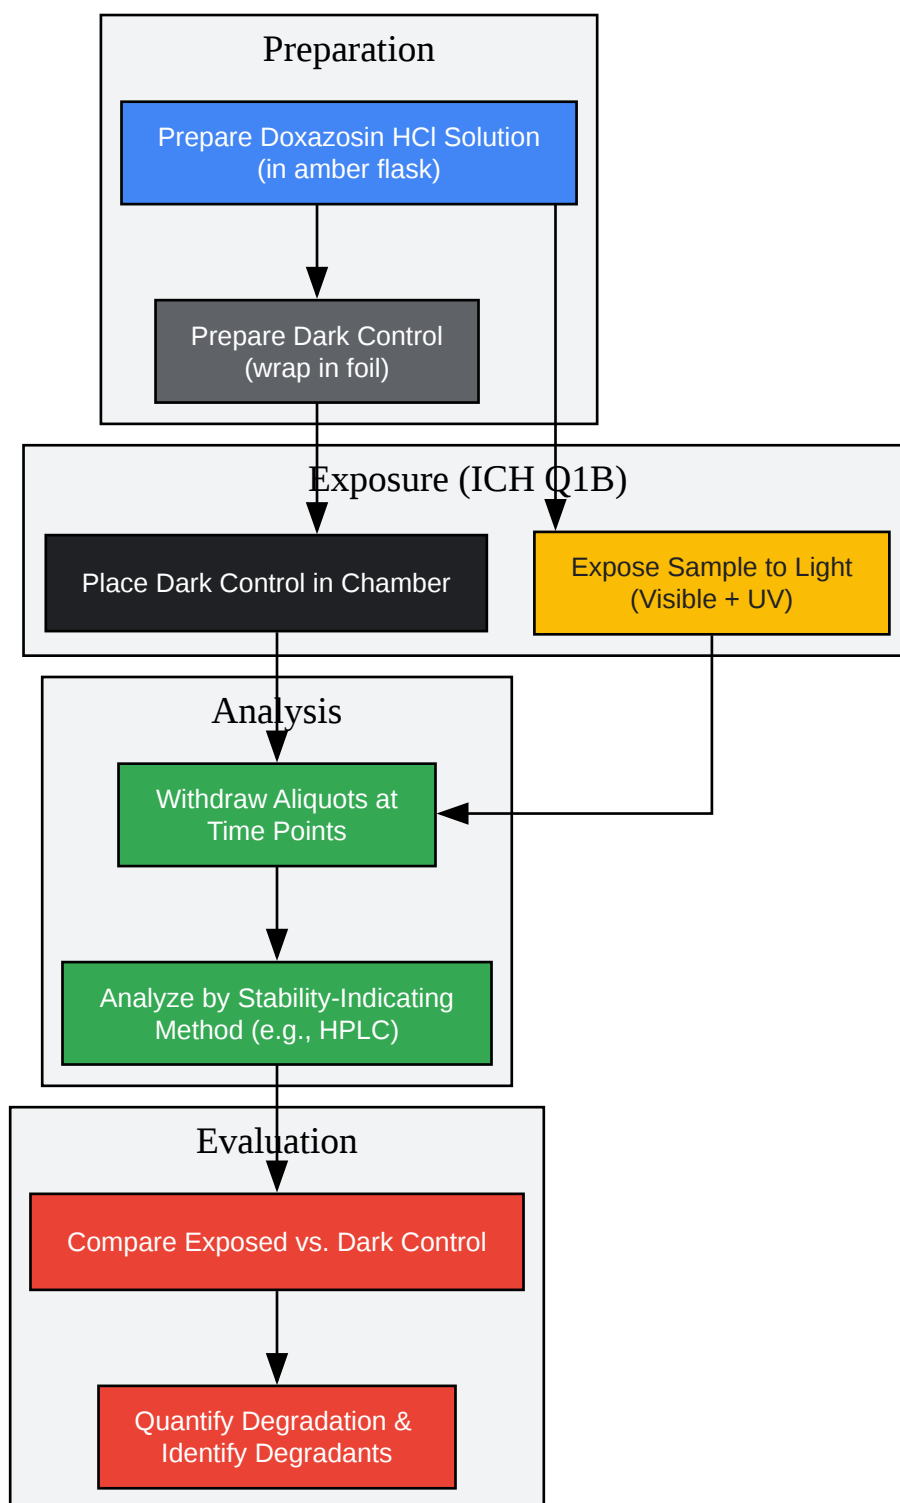 Preparation
Prepare Doxazosin HCl Solution
(in amber flask)
Prepare Dark Control
(wrap in foil)
Exposure (ICH Q1B)
Place Dark Control in Chamber
Expose Sample to Light
(Visible + UV)
Analysis
Withdraw Aliquots at
Time Points
Analyze by Stability-Indicating
Method (e.g., HPLC)
Evaluation
Compare Exposed vs. Dark Control
Quantify Degradation &
Identify Degradants